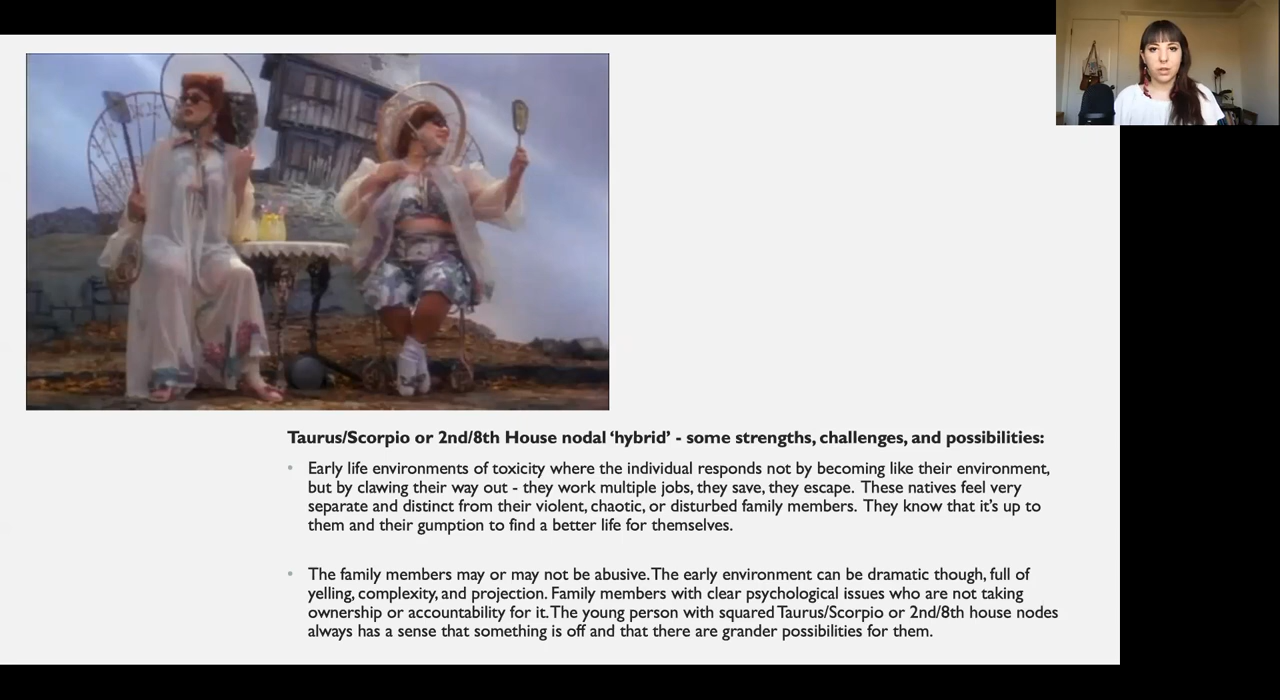 Taurus/Scorpio or 2nd/8th House nodal ‘hybrid’ - some strengths, challenges, and possibilities:
• Early life environments of toxicity where the individual responds not by becoming like their environment,
but by clawing their way out - they work multiple jobs, they save, they escape. These natives feel very
separate and distinct from their violent, chaotic, or disturbed family members. They know that it’s up to
them and their gumption to find a better life for themselves.
• The family members may or may not be abusive. The early environment can be dramatic though, full of
yelling, complexity, and projection. Family members with clear psychological issues who are not taking
ownership or accountability for it. The young person with squared Taurus/Scorpio or 2nd/8th house nodes
always has a sense that something is off and that there are grander possibilities for them.